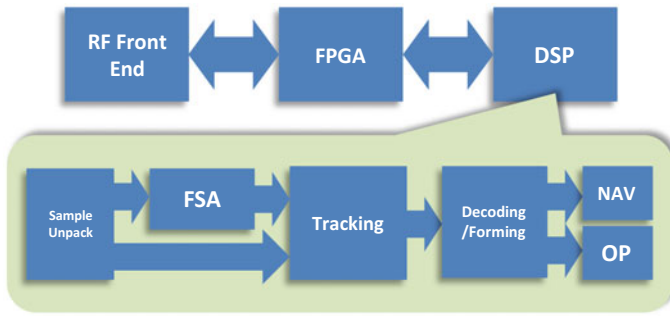 RF Front
End
FPGA
DSP
Sample
Unpack
FSA
Tracking
Decoding
/Forming
NAV
OP